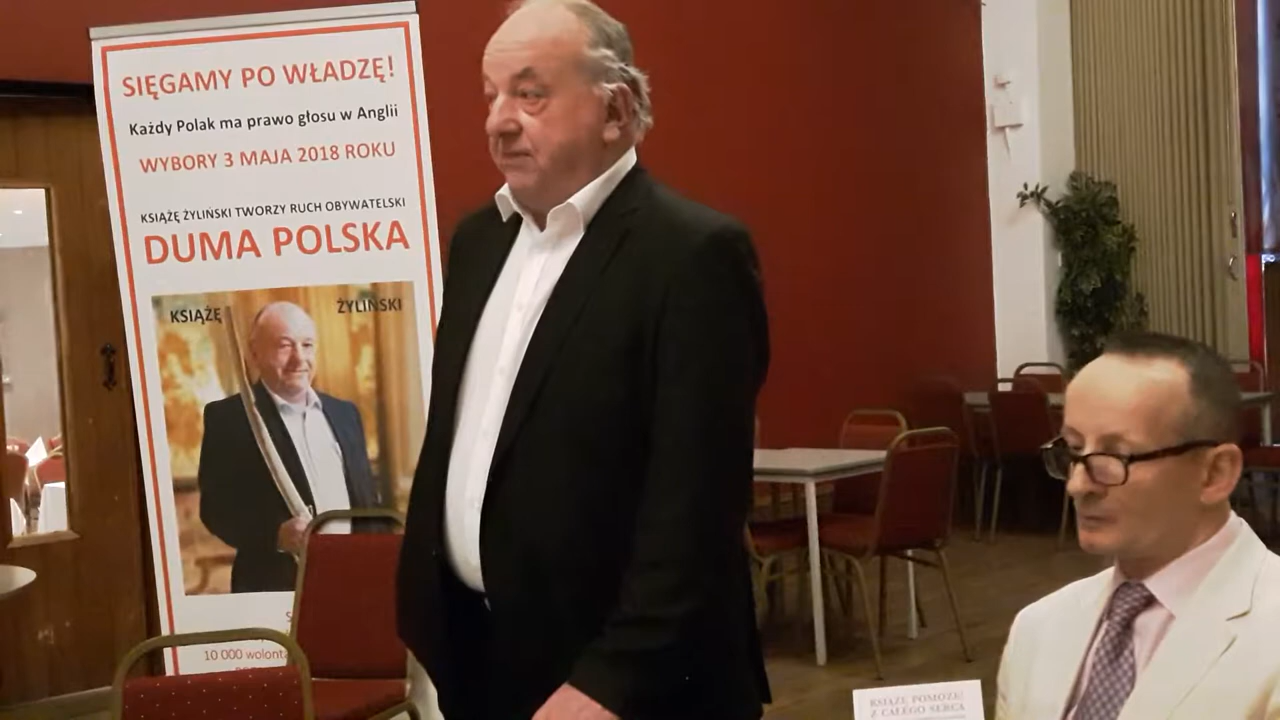 SIĘGAMY PO WŁADZĘ!
Każdy Polak ma prawo głosu w Anglii
WYBORY 3 MAJA 2018 ROKU
KSIĄŻĘ ŻYLIŃSKI TWORZY RUCH OBYWATELSKI
DUMA POLSKA
KSIĄŻĘ ŻYLIŃSKI
10 000
KSIĄŻĘ POMOŻE!
Z CAŁEGO SERCA